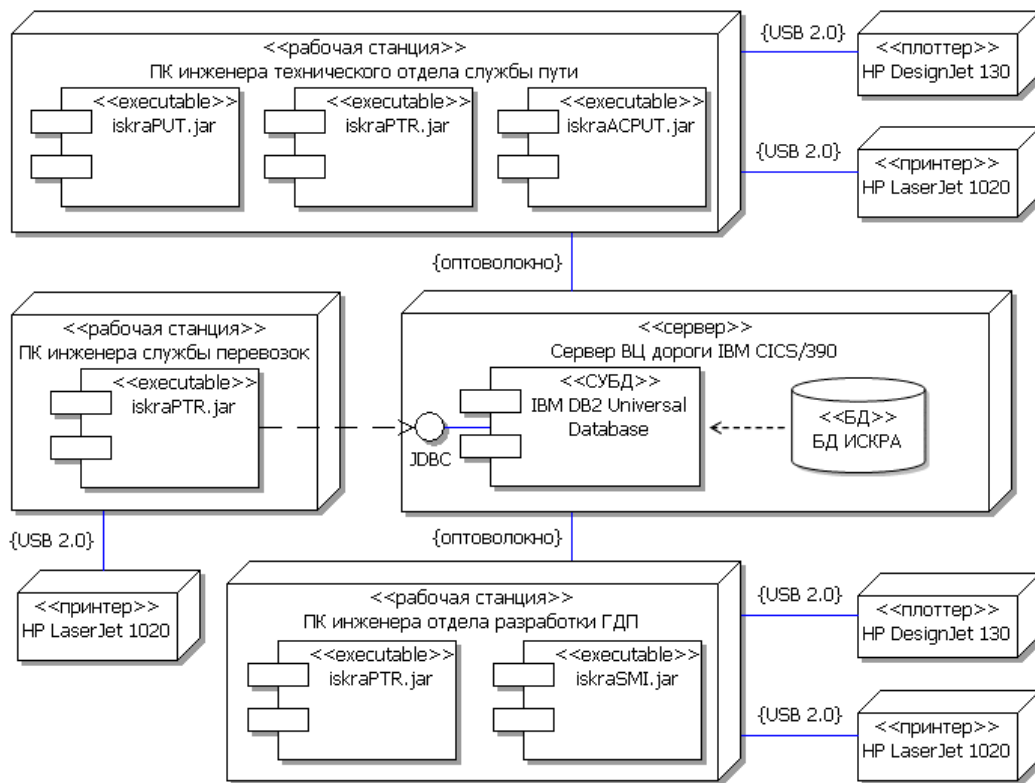 <<рабочая станция>>
ПК инженера технического отдела службы пути
<<executable>>
iskraPUT.jar
<<executable>>
iskraPTR.jar
<<executable>>
iskraACPUT.jar
{USB 2.0}
<<плоттер>>
HP DesignJet 130
{USB 2.0}
<<принтер>>
HP LaserJet 1020
{оптоволокно}
<<рабочая станция>>
ПК инженера службы перевозок
<<executable>>
iskraPTR.jar
JDBC
<<сервер>>
Сервер ВЦ дороги IBM CICS/390
<<СУБД>>
IBM DB2 Universal
Database
<<БД>>
БД ИСКРА
{USB 2.0}
<<принтер>>
HP LaserJet 1020
{оптоволокно}
<<рабочая станция>>
ПК инженера отдела разработки ГДП
<<executable>>
iskraPTR.jar
<<executable>>
iskraSMI.jar
{USB 2.0}
<<плоттер>>
HP DesignJet 130
{USB 2.0}
<<принтер>>
HP LaserJet 1020